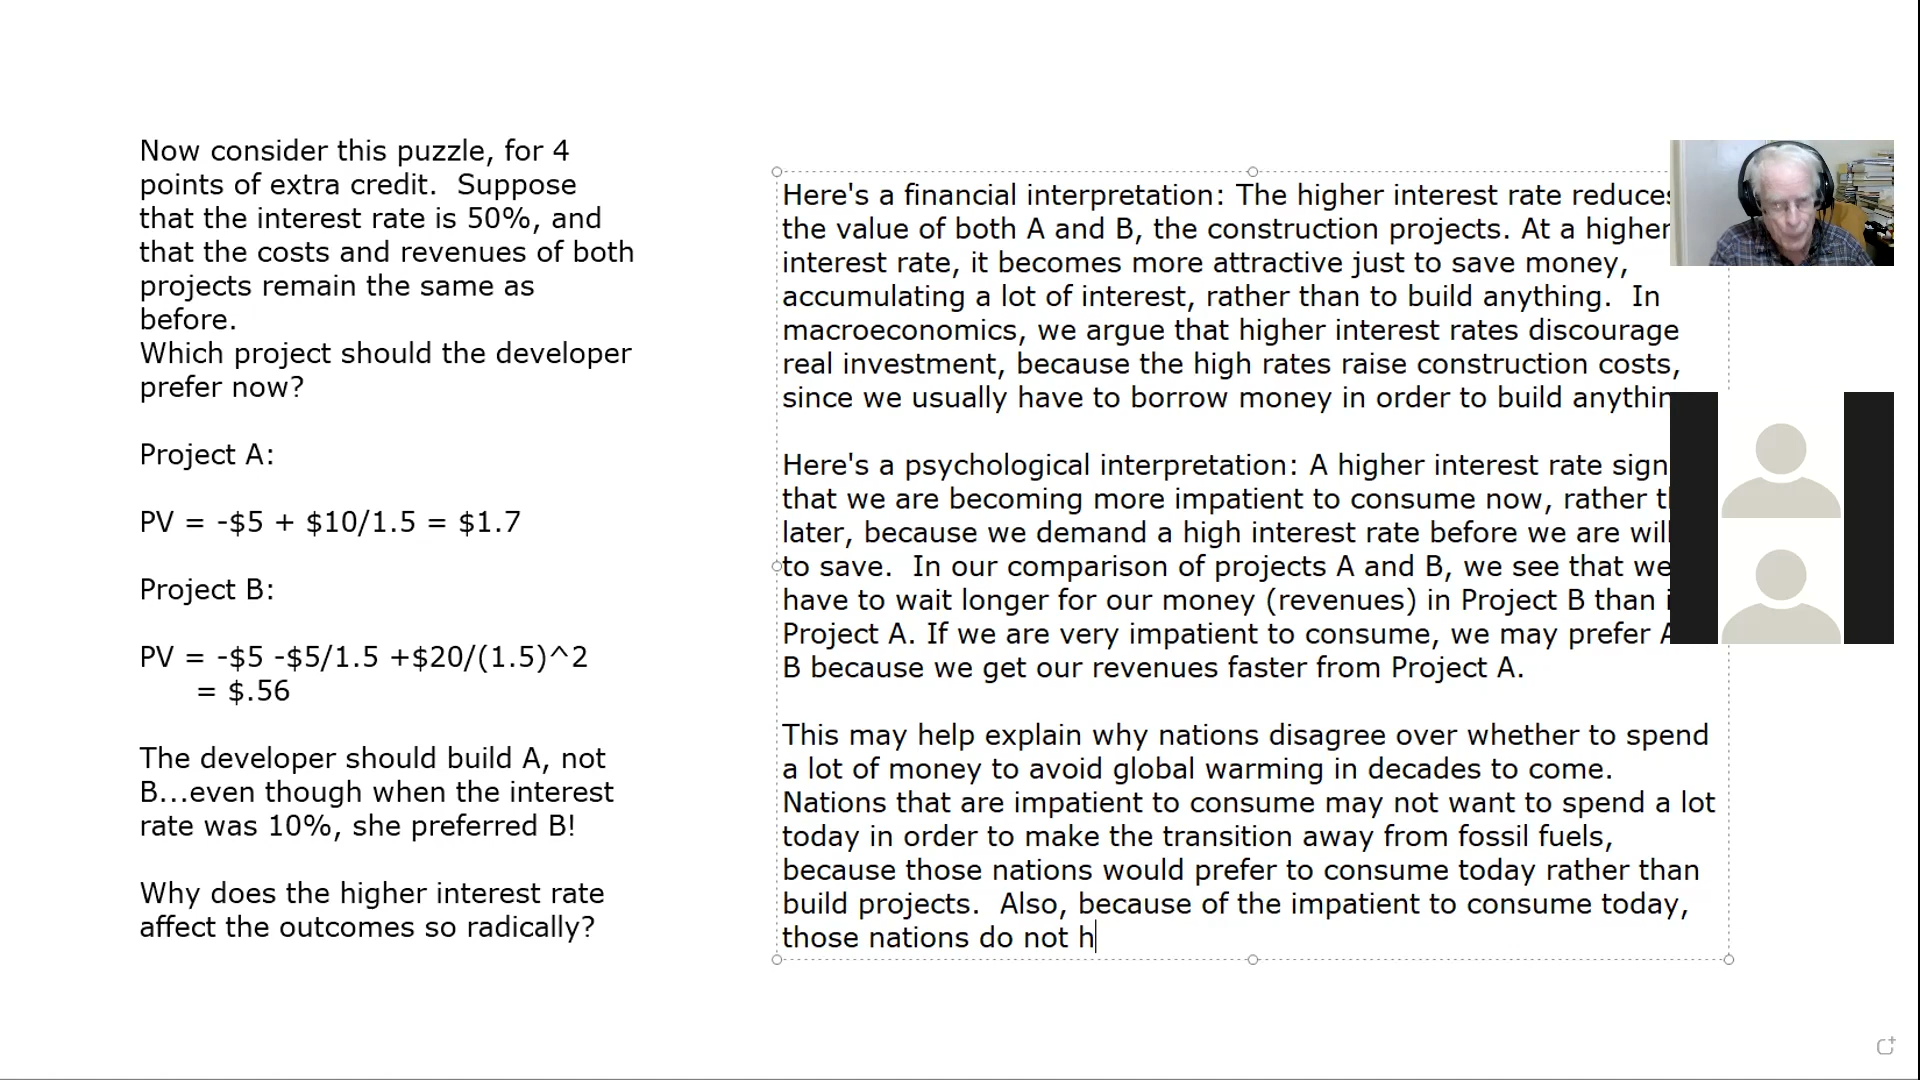 Now consider this puzzle, for 4
points of extra credit.  Suppose
that the interest rate is 50%, and
that the costs and revenues of both
projects remain the same as
before.
Which project should the developer
prefer now?
Project A:
PV = -$5 + $10/1.5 = $1.7
Project B:
PV = -$5 -$5/1.5 +$20/(1.5)^2
= $.56
The developer should build A, not
B...even though when the interest
rate was 10%, she preferred B!
Why does the higher interest rate
affect the outcomes so radically?
Here's a financial interpretation: The higher interest rate reduces
the value of both A and B, the construction projects. At a higher
interest rate, it becomes more attractive just to save money,
accumulating a lot of interest, rather than to build anything.  In
macroeconomics, we argue that higher interest rates discourage
real investment, because the high rates raise construction costs,
since we usually have to borrow money in order to build
Here's a psychological interpretation: A higher interest rate
that we are becoming more impatient to consume now, rather
later, because we demand a high interest rate before we are
to save.  In our comparison of projects A and B, we see that we
have to wait longer for our money (revenues) in Project B than
Project A. If we are very impatient to consume, we may prefer
B because we get our revenues faster from Project A.
This may help explain why nations disagree over whether to spend
a lot of money to avoid global warming in decades to come.
Nations that are impatient to consume may not want to spend a lot
today in order to make the transition away from fossil fuels,
because those nations would prefer to consume today rather than
build projects.  Also, because of the impatient to consume today,
those nations do not h